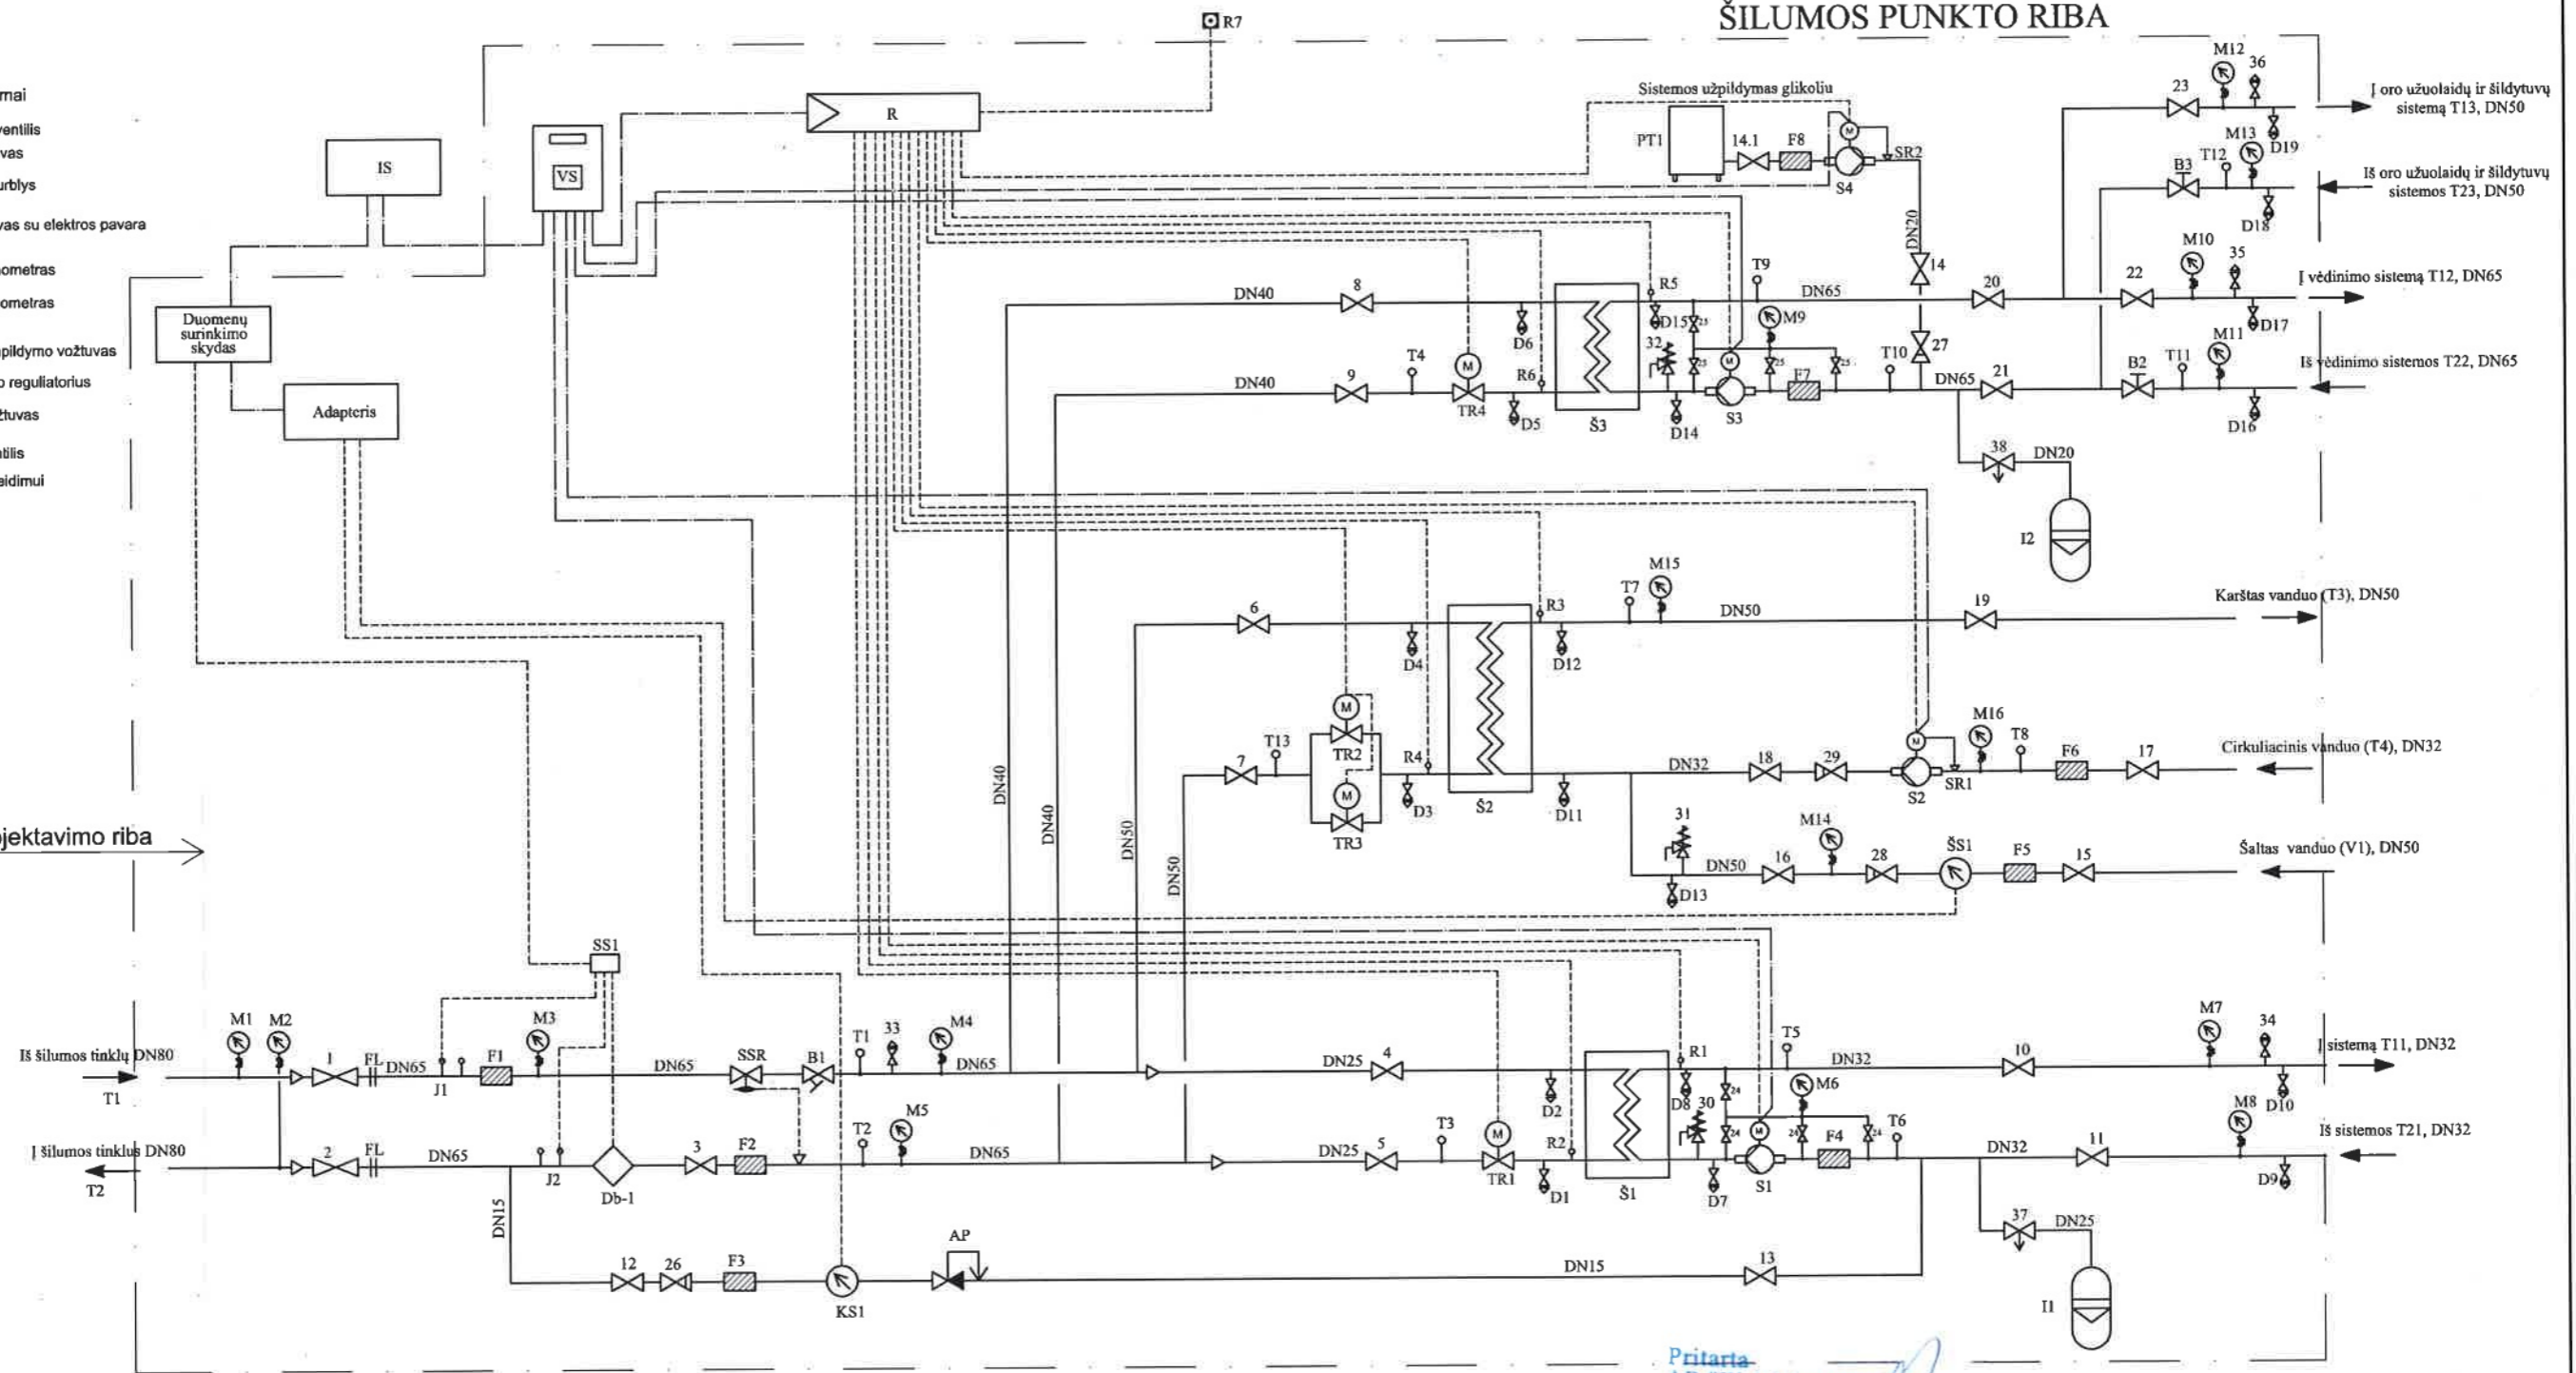 ŠILUMOS PUNKTO RIBA
R7
R
IS
VS
Duomenų
surinkimo
skydas
Adapteris
ventilis
vas
urblys
vas su elektros pavara
ometras
ometras
pildymo vožtuvas
o reguliatorius
žtuvas
ntilis
eidimui
jektavimo riba
Sistemos užpildymas glikoliu
PT1
14.1
F8
M
SR2
S4
DN20
14
27
23
M12
36
D19
Į oro užuolaidų ir šildytuvų
sistemą T13, DN50
B3
T12
M13
D18
Iš oro užuolaidų ir šildytuvų
sistemos T23, DN50
DN40
8
D6
R5
D15
25
T9
M9
DN65
20
22
M10
35
D17
Į vėdinimo sistemą T12, DN65
DN40
9
T4
M
TR4
D5
R6
Š3
32
D14
25
M
S3
25
F7
25
T10
DN65
21
B2
T11
M11
D16
Iš vėdinimo sistemos T22, DN65
38
DN20
I2
6
D4
R3
D12
T7
M15
DN50
19
Karštas vanduo (T3), DN50
7
T13
M
TR2
M
TR3
R4
D3
Š2
D11
DN32
18
29
M
S2
SR1
M16
T8
F6
17
Cirkuliacinis vanduo (T4), DN32
31
D13
DN50
16
M14
28
ŠS1
F5
15
Šaltas vanduo (V1), DN50
DN40
DN40
DN50
DN50
SS1
Iš šilumos tinklų DN80
T1
M1
M2
1
FL
DN65
J1
F1
M3
DN65
SSR
B1
T1
33
M4
DN65
DN25
4
D2
R1
D8
24
T5
M6
DN32
10
M7
34
D10
Į sistemą T11, DN32
Į šilumos tinklus DN80
T2
2
FL
DN65
J2
Db-1
3
F2
T2
M5
DN65
DN25
5
T3
M
TR1
D1
R2
Š1
30
D7
24
M
S1
24
F4
24
T6
DN32
11
M8
D9
Iš sistemos T21, DN32
DN15
12
26
F3
KS1
AP
DN15
13
37
DN25
I1
Pritarta